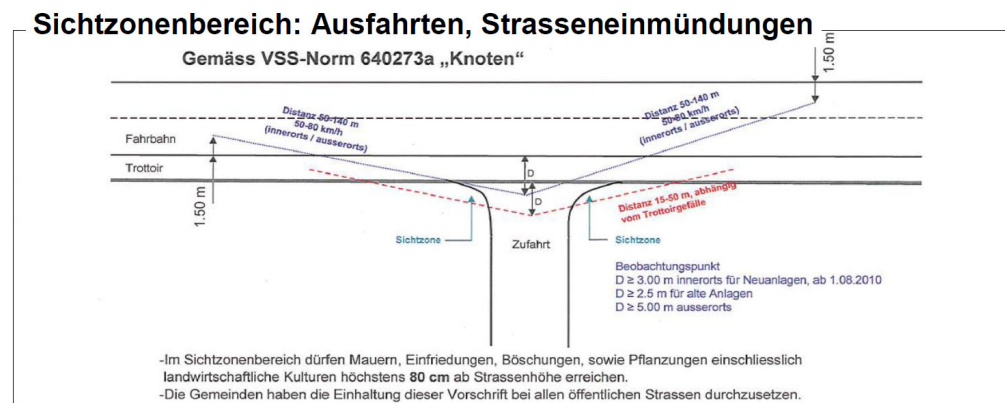 Sichtzonenbereich: Ausfahrten, Strasseneinmündungen
Gemäss VSS-Norm 640273a „Knoten“
1.50 m
Distanz 50-140 m
50-80 km/h
(innerorts / ausserorts)
Distanz 50-140 m
50-80 km/h
(innerorts / ausserorts)
Fahrbahn
Trottoir
D
D
1.50 m
Distanz 15-50 m, abhängig
vom Trottoirgefälle
Sichtzone
Zufahrt
Sichtzone
Beobachtungspunkt
D ≥ 3.00 m innerorts für Neuanlagen, ab 1.08.2010
D ≥ 2.5 m für alte Anlagen
D ≥ 5.00 m ausserorts
-Im Sichtzonenbereich dürfen Mauern, Einfriedungen, Böschungen, sowie Pflanzungen einschliesslich
landwirtschaftliche Kulturen höchstens 80 cm ab Strassenhöhe erreichen.
-Die Gemeinden haben die Einhaltung dieser Vorschrift bei allen öffentlichen Strassen durchzusetzen.